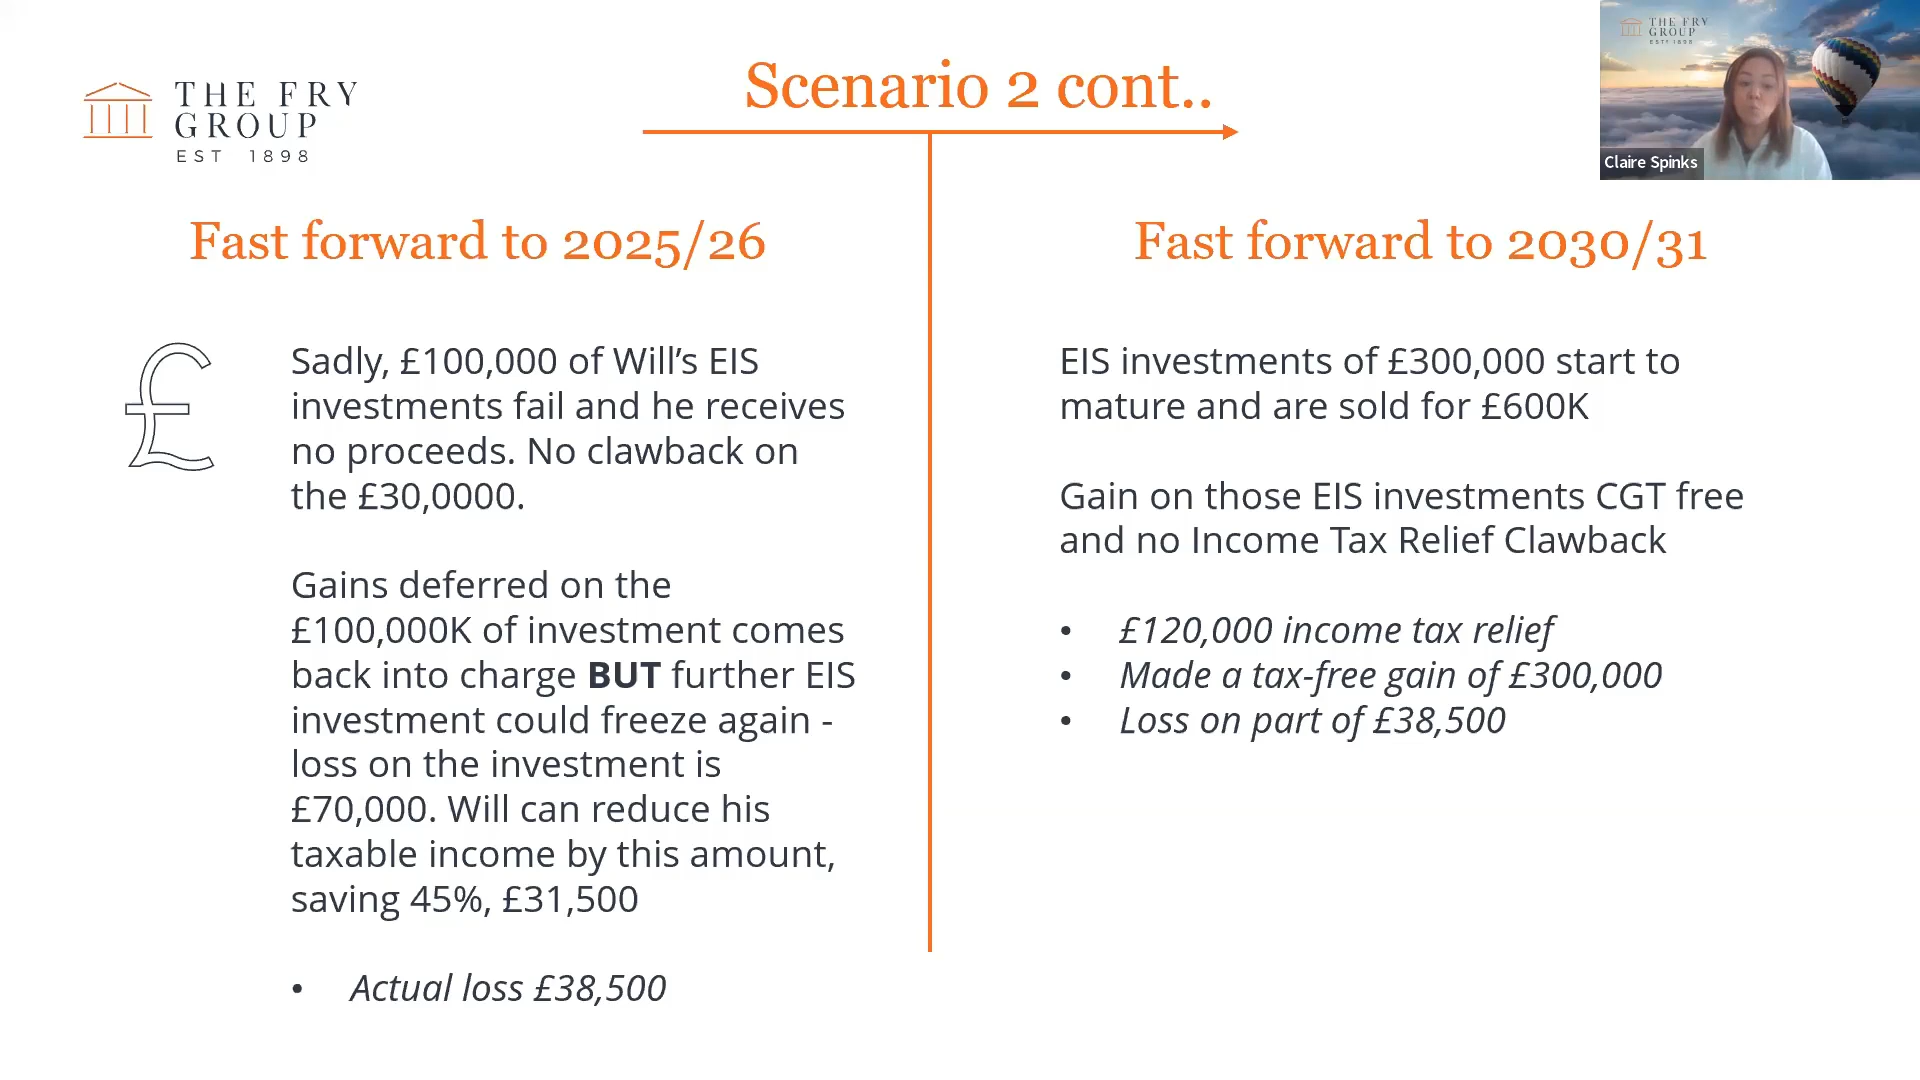 THE FRY
GROUP
EST 1898
Scenario 2 cont..
THE FRY
GROUP
EST 1898
Claire Spinks
Fast forward to 2025/26
Sadly, £100,000 of Will’s EIS
investments fail and he receives
no proceeds. No clawback on
the £30,0000.
Gains deferred on the
£100,000K of investment comes
back into charge BUT further EIS
investment could freeze again -
loss on the investment is
£70,000. Will can reduce his
taxable income by this amount,
saving 45%, £31,500
• Actual loss £38,500
Fast forward to 2030/31
EIS investments of £300,000 start to
mature and are sold for £600K
Gain on those EIS investments CGT free
and no Income Tax Relief Clawback
• £120,000 income tax relief
• Made a tax-free gain of £300,000
• Loss on part of £38,500